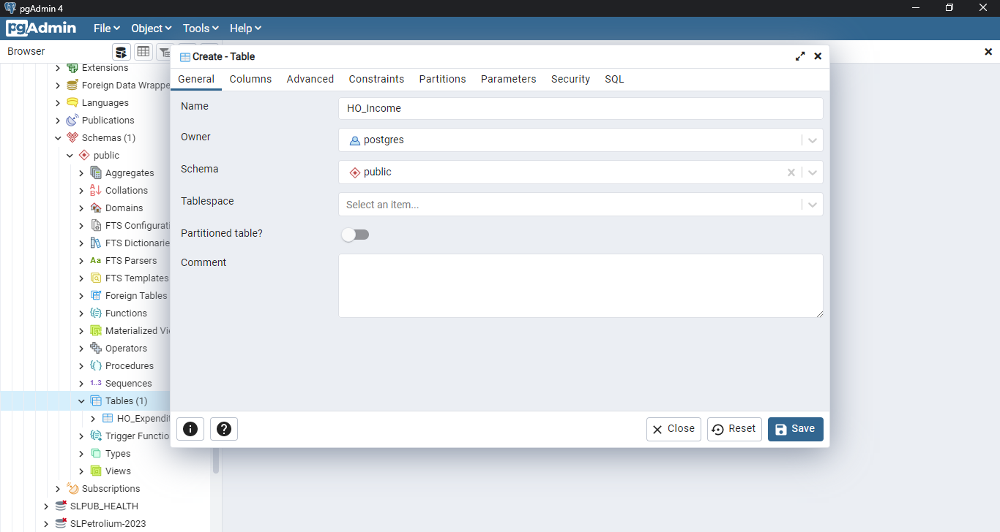 pgAdmin 4
pgAdmin File Object Tools Help
Browser
Extensions
Foreign Data Wrappe
Languages
Publications
Schemas (1)
public
Aggregates
Collations
Domains
FTS Configurati
FTS Dictionarie
Aa FTS Parsers
FTS Templates
Foreign Tables
Functions
Materialized Vi
Operators
Procedures
1..3 Sequences
Tables (1)
HO_Expendit
Trigger Functio
Types
Views
Subscriptions
SLPUB_HEALTH
SLPetrolium-2023
Create - Table
General Columns Advanced Constraints Partitions Parameters Security SQL
Name HO_Income
Owner postgres
Schema public
Tablespace Select an item...
Partitioned table?
Comment
Close Reset Save